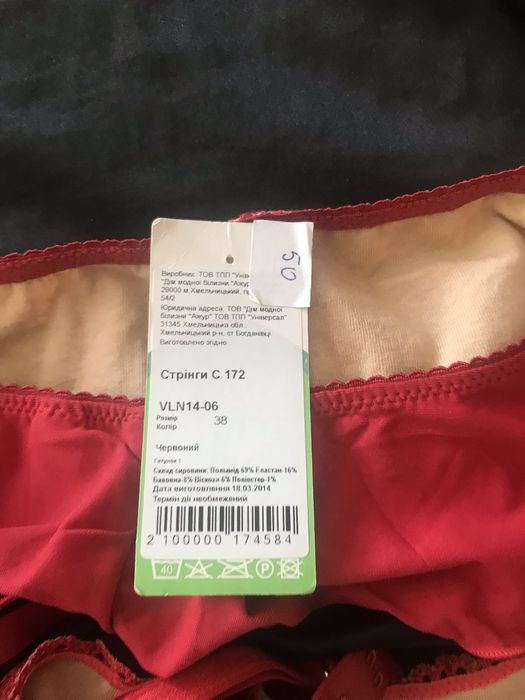 50
Виробник: ТОВ ТПП
"Дім модної білизни
29000 м.Хмельницький,
54/2
Юридична адреса: ТОВ "Дім модної
білизни "Ажур" ТОВ ТПП "Універсал"
31345 Хмельницька обл.,
Хмельницький р-н, ст.Богданівці
Виготовлено згідно
Стрінги С 172
VLN14-06
Розмір 38
Колір
Червоний
Гатунок 1
Склад сировини: Поліамід 69% Еластан 16%
Бавовна 8% Віскоза 6% Поліестер 1%
Дата виготовлення 18.03.2014
Термін дії необмежений
2 100000 174584
40 P